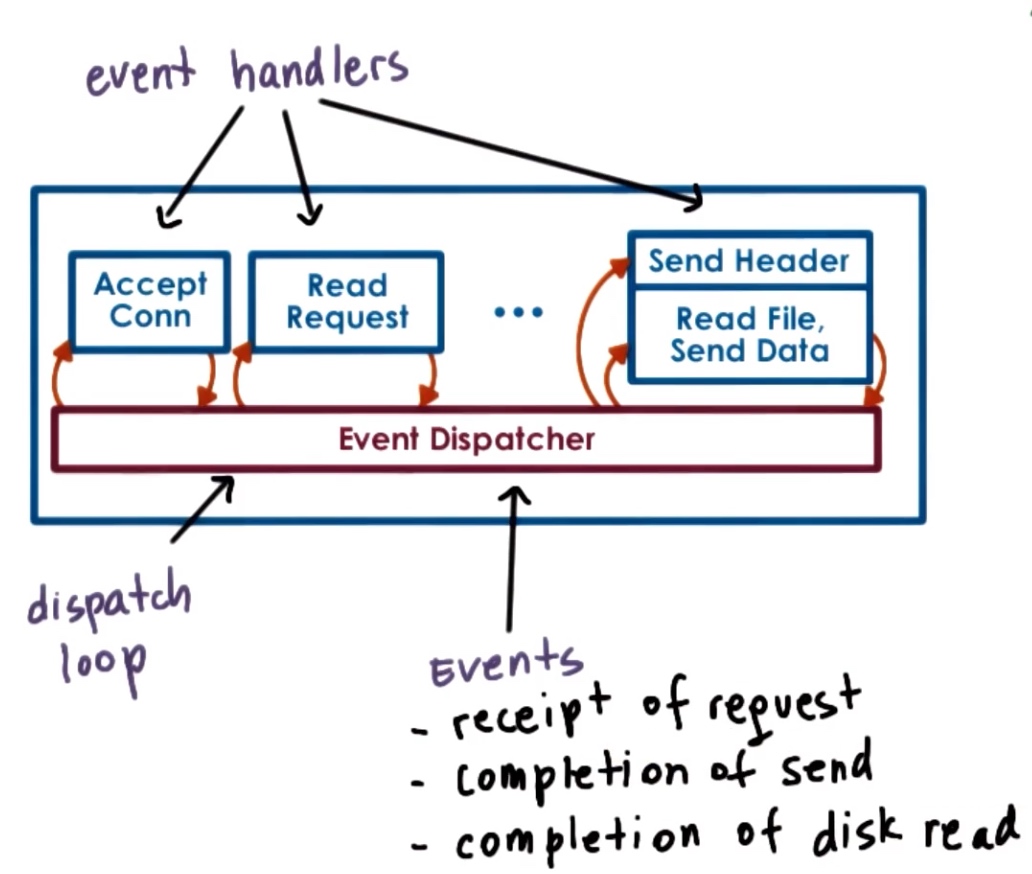 event handlers
Accept
Conn
Read
Request
...
Send Header
Read File,
Send Data
Event Dispatcher
dispatch
loop
Events
- receipt of request
- completion of send
- completion of disk read